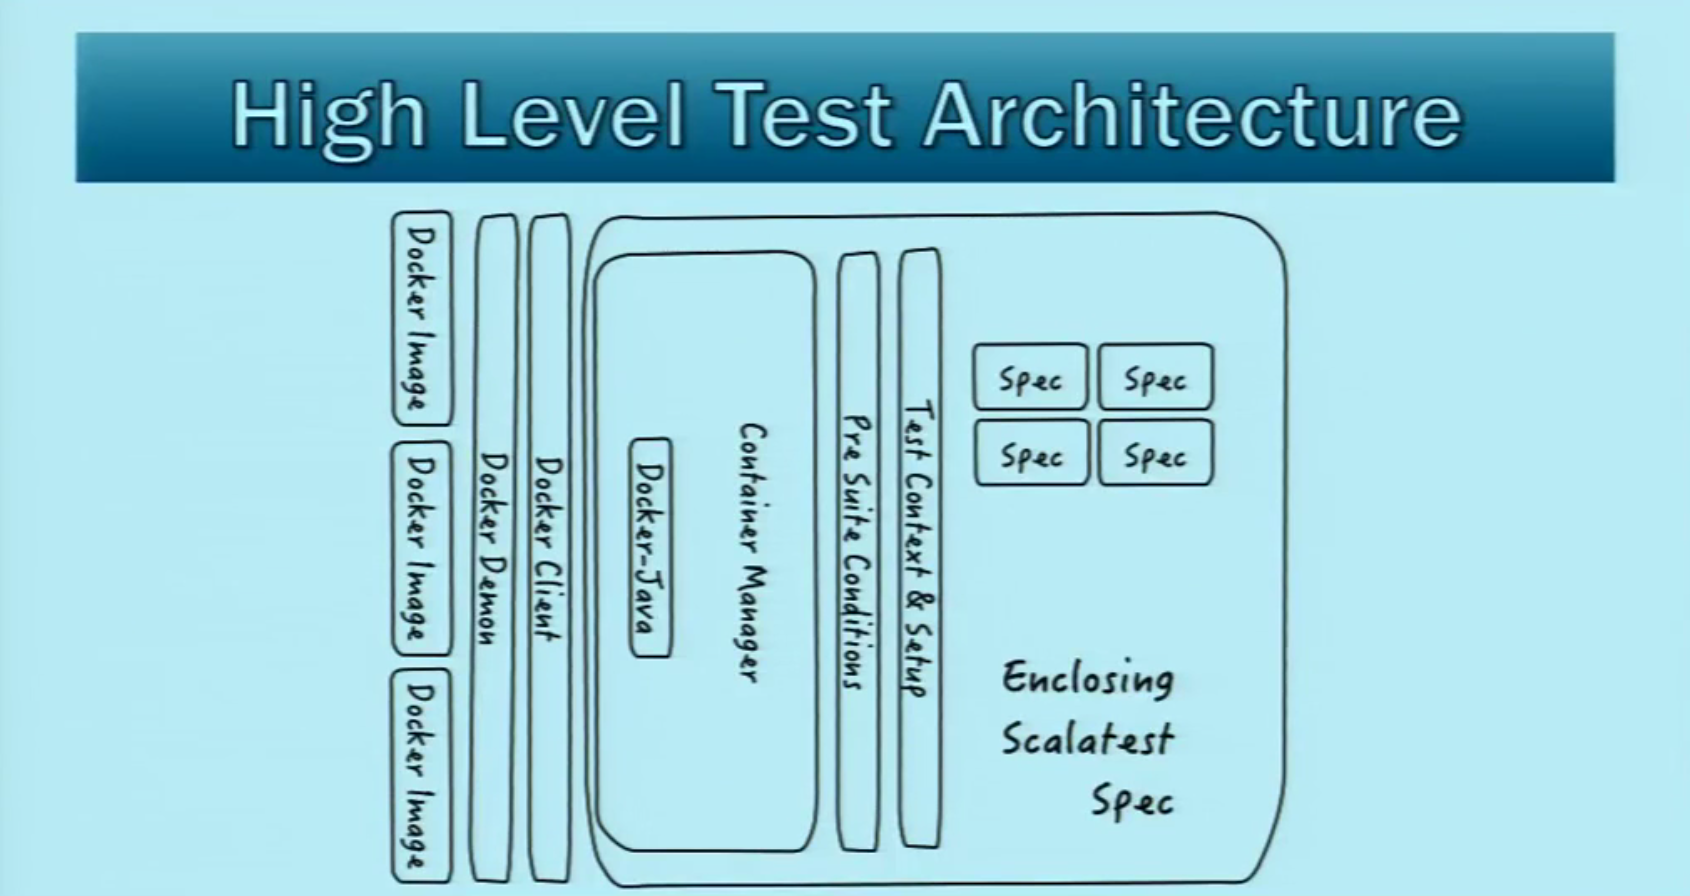 High Level Test Architecture
Docker Image
Docker Image
Docker Image
Docker Demon
Docker Client
Docker-Java
Container Manager
Pre Suite Conditions
Test Context & Setup
Spec
Spec
Spec
Spec
Enclosing
Scalatest
Spec